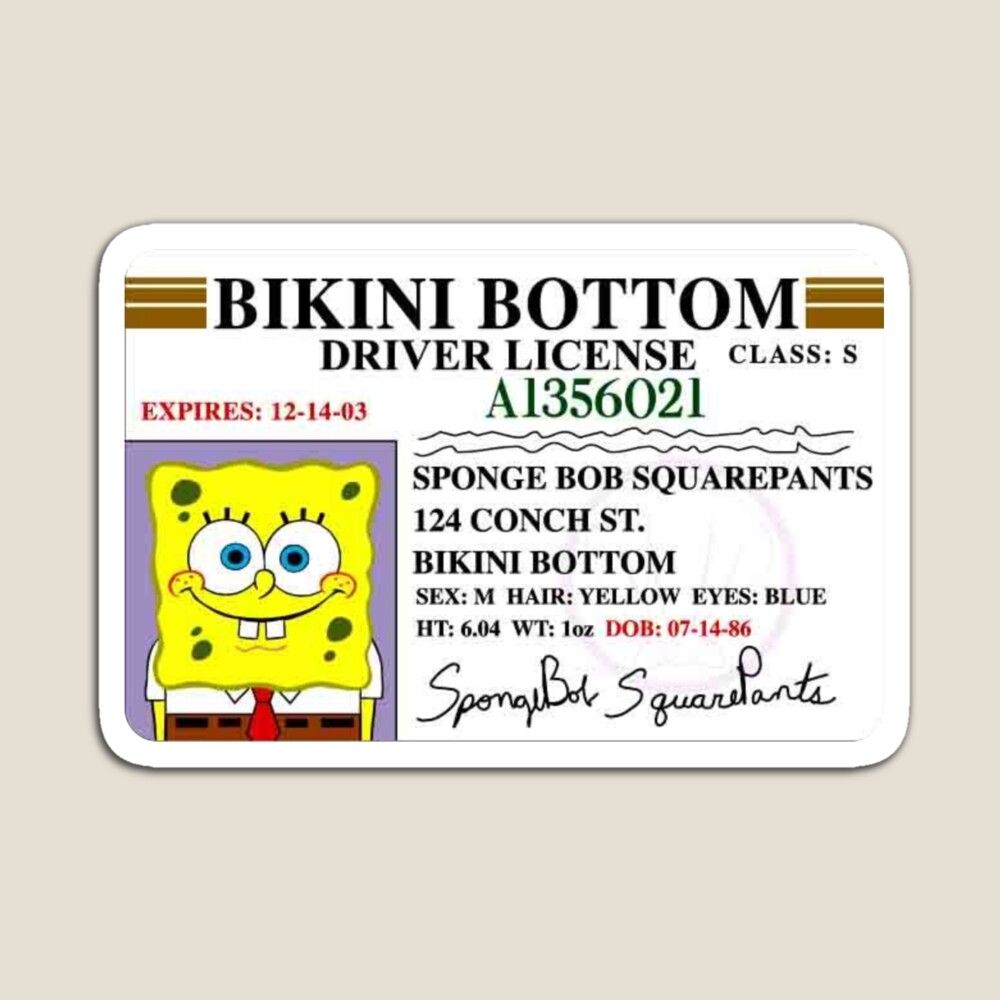 BIKINI BOTTOM
DRIVER LICENSE CLASS: S
A1356021
EXPIRES: 12-14-03
SPONGE BOB SQUAREPANTS
124 CONCH ST.
BIKINI BOTTOM
SEX: M HAIR: YELLOW EYES: BLUE
HT: 6.04 WT: 1oz DOB: 07-14-86
SpongeBob SquarePants